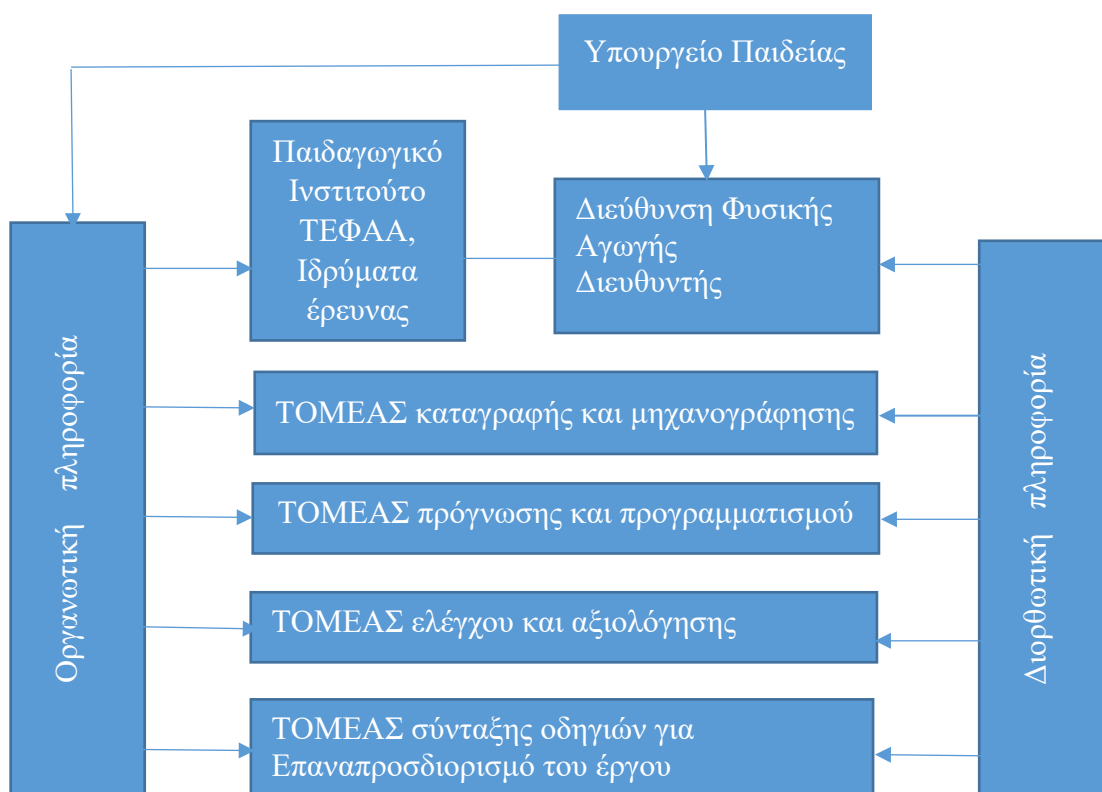 Υπουργείο Παιδείας
Παιδαγωγικό
Ινστιτούτο
ΤΕΦΑΑ,
Ιδρύματα
έρευνας
Διεύθυνση Φυσικής
Αγωγής
Διευθυντής
Οργανωτική πληροφορία
ΤΟΜΕΑΣ καταγραφής και μηχανογράφησης
ΤΟΜΕΑΣ πρόγνωσης και προγραμματισμού
ΤΟΜΕΑΣ ελέγχου και αξιολόγησης
ΤΟΜΕΑΣ σύνταξης οδηγιών για
Επαναπροσδιορισμό του έργου
Διορθωτική πληροφορία